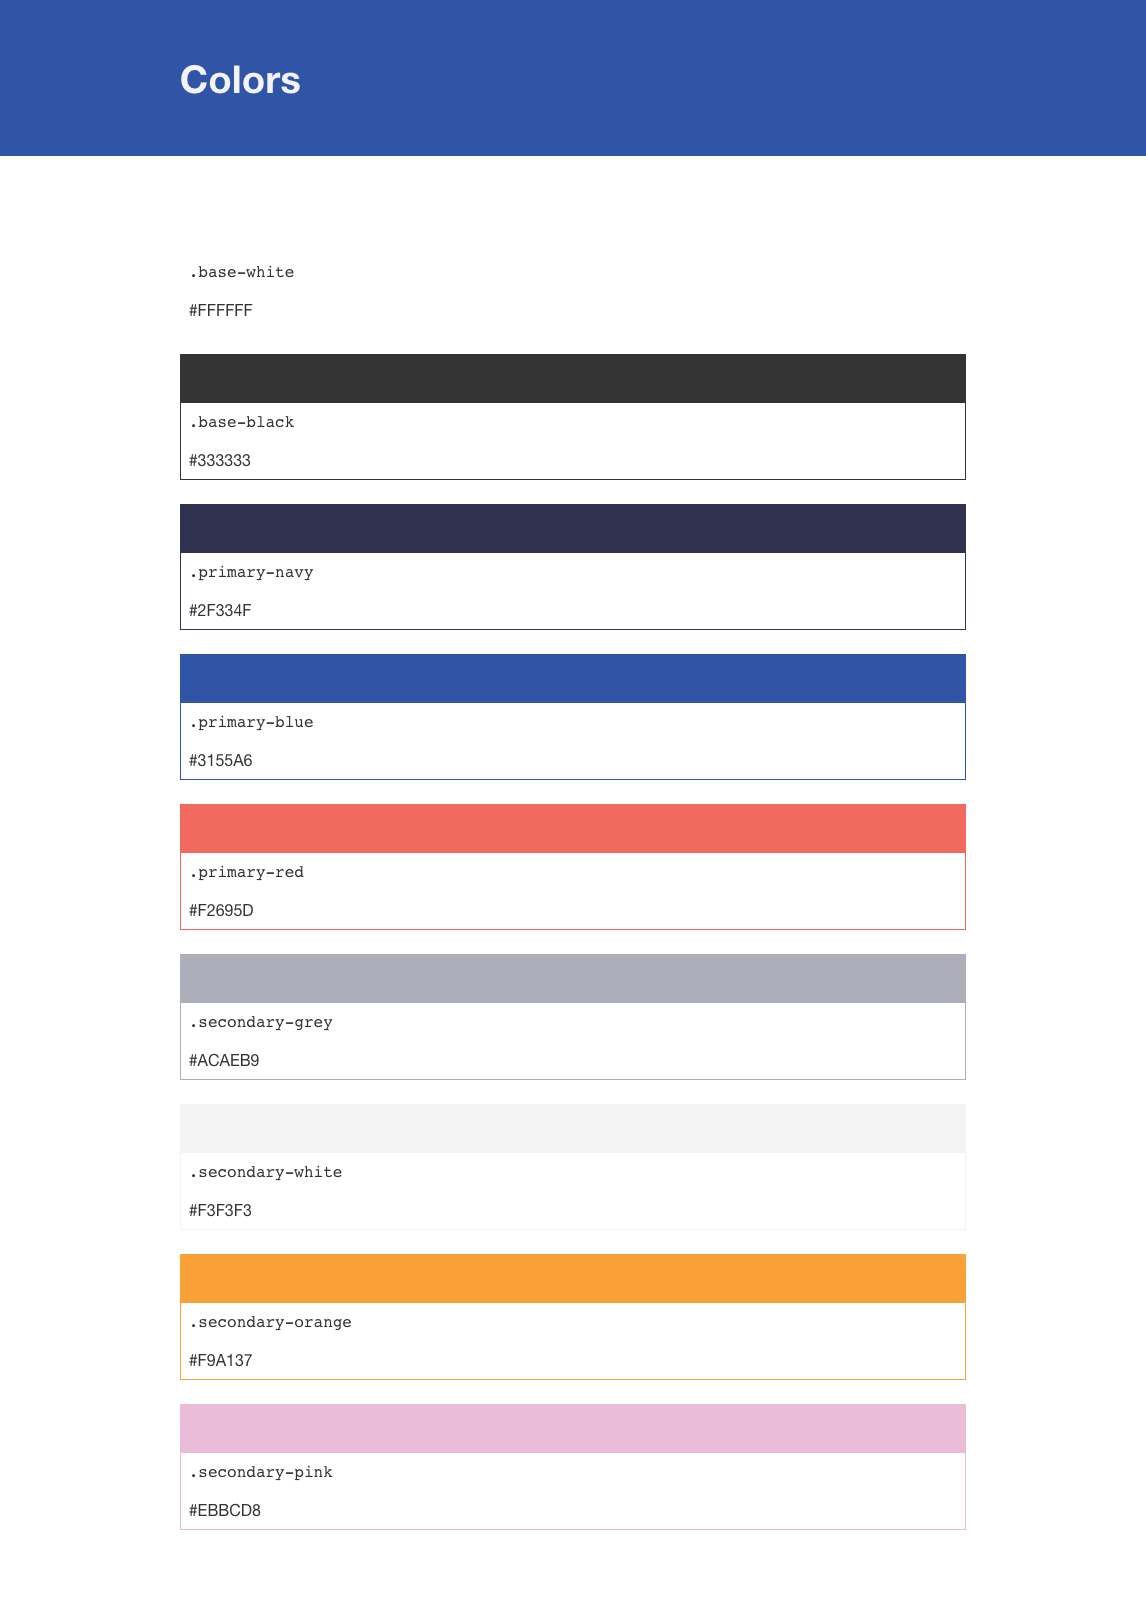 Colors
.base-white
#FFFFFF
.base-black
#333333
.primary-navy
#2F334F
.primary-blue
#3155A6
.primary-red
#F2695D
.secondary-grey
#ACAEB9
.secondary-white
#F3F3F3
.secondary-orange
#F9A137
.secondary-pink
#EBBCD8